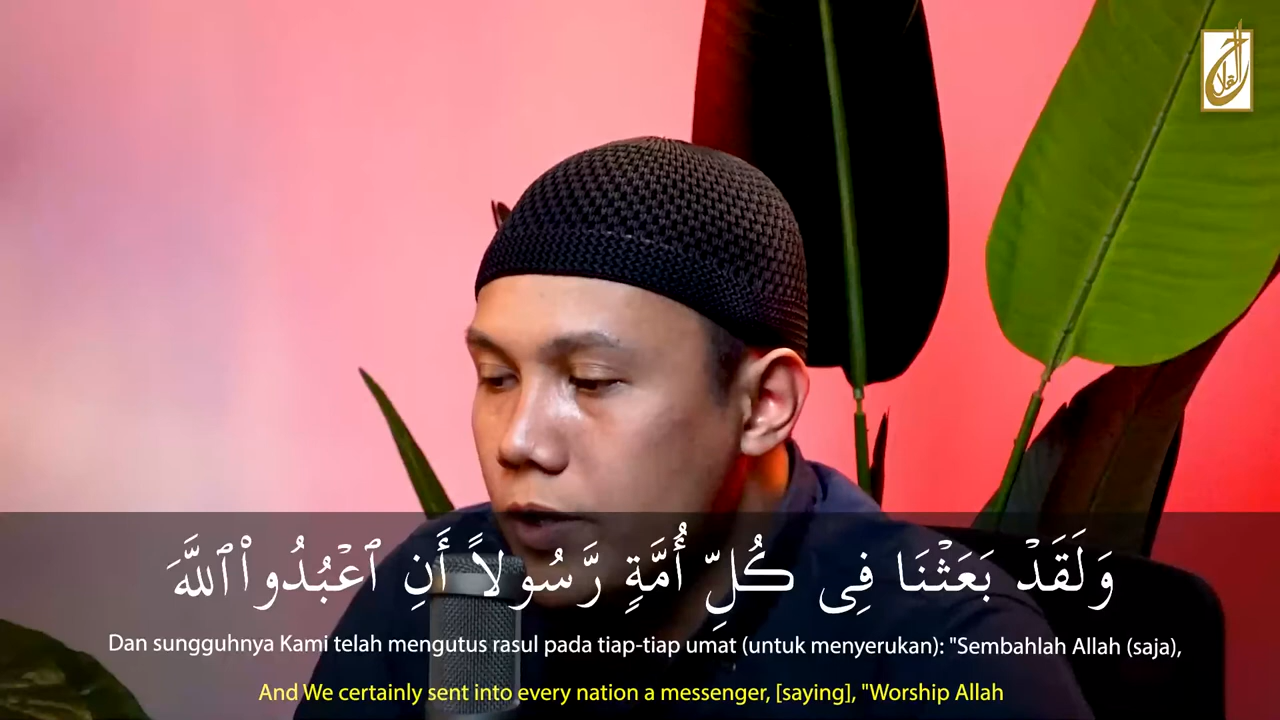 وَلَقَدْ بَعَثْنَا فِى كُلِّ أُمَّةٍ رَّسُولاً أَنِ ٱعْبُدُوا۟ ٱللَّهَ
Dan sungguhnya Kami telah mengutus rasul pada tiap-tiap umat (untuk menyerukan): "Sembahlah Allah (saja),
And We certainly sent into every nation a messenger, [saying], "Worship Allah